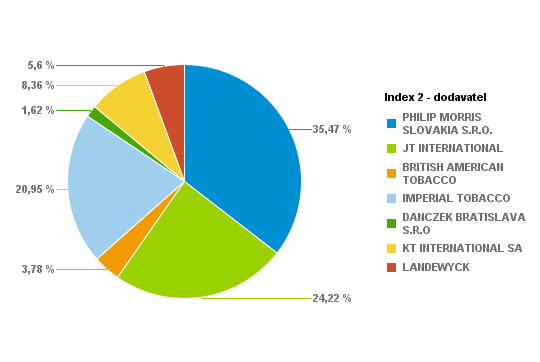 5,6 %
8,36 %
1,62 %
20,95 %
3,78 %
35,47 %
24,22 %
Index 2 - dodavatel
PHILIP MORRIS
SLOVAKIA S.R.O.
JT INTERNATIONAL
BRITISH AMERICAN
TOBACCO
IMPERIAL TOBACCO
DANCZEK BRATISLAVA
S.R.O
KT INTERNATIONAL SA
LANDEWYCK